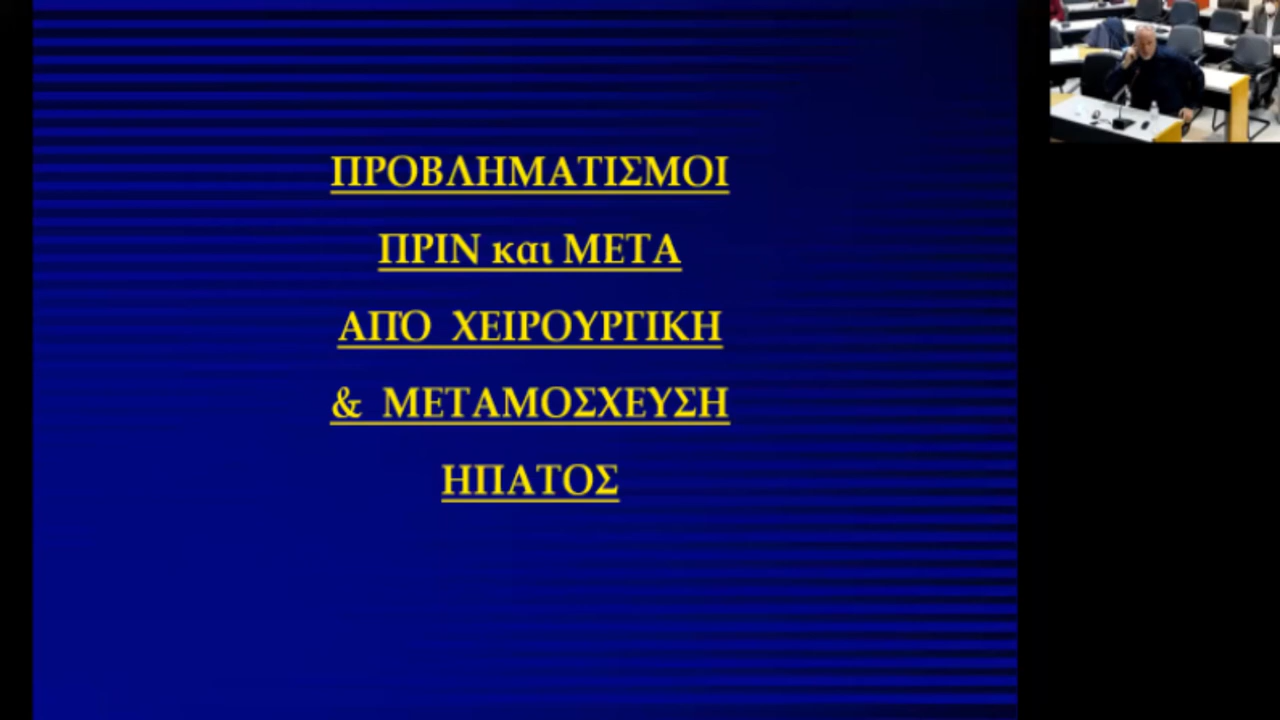 ΠΡΟΒΛΗΜΑΤΙΣΜΟΙ
ΠΡΙΝ και ΜΕΤΑ
ΑΠΌ ΧΕΙΡΟΥΡΓΙΚΗ
& ΜΕΤΑΜΟΣΧΕΥΣΗ
ΗΠΑΤΟΣ